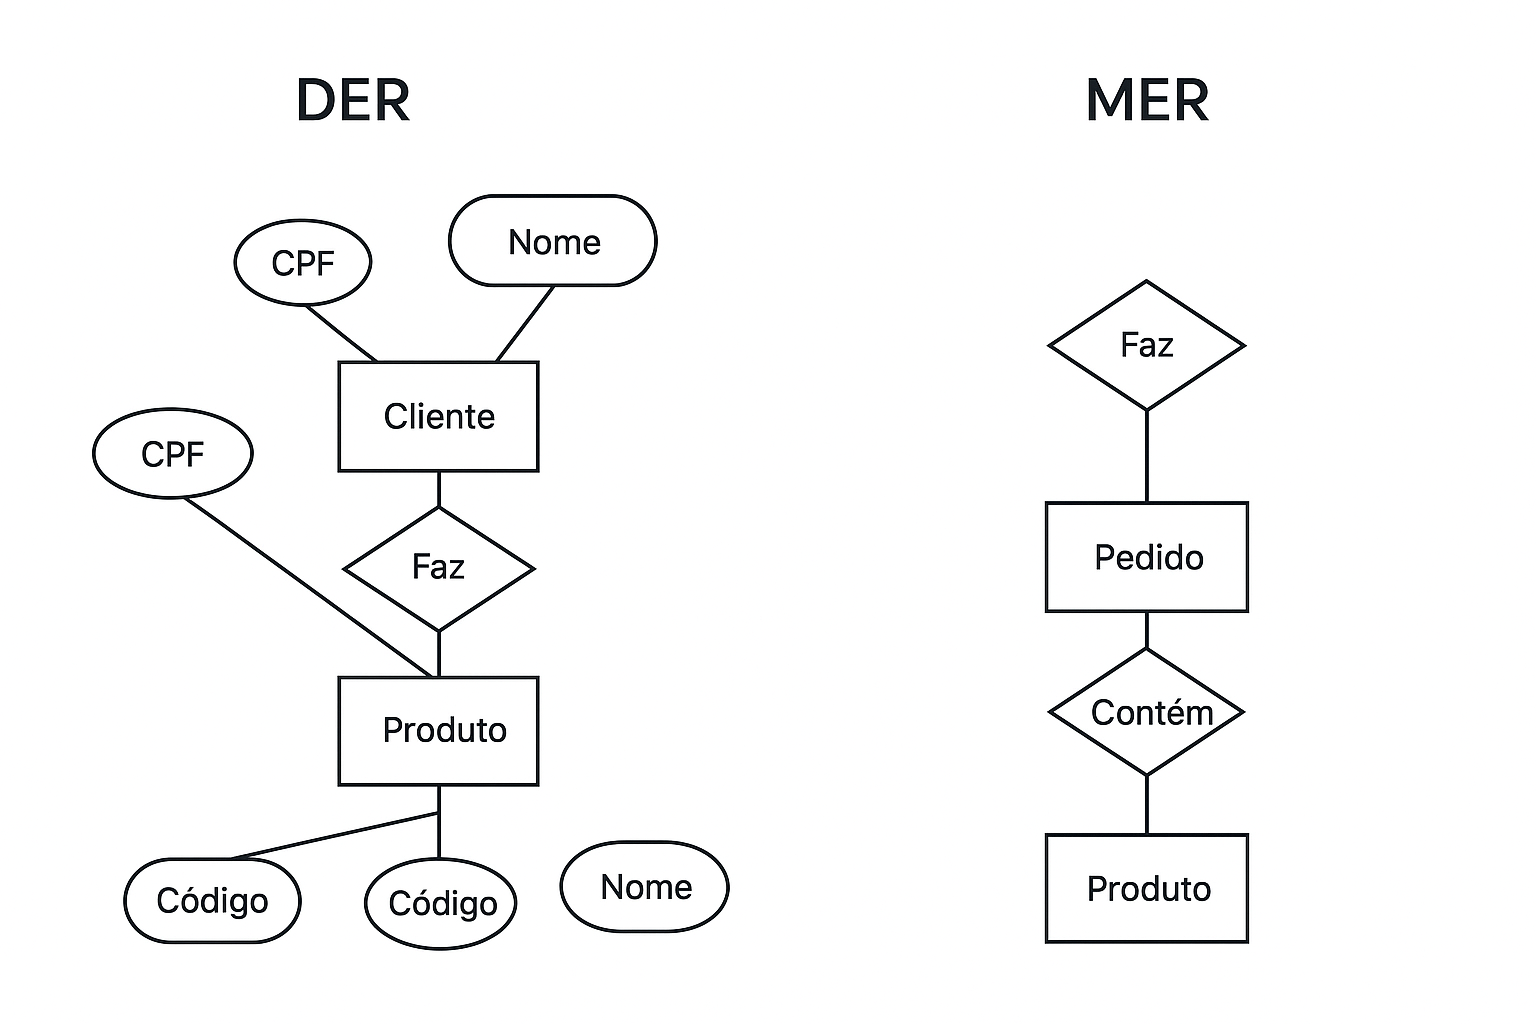 DER
CPF
Nome
Cliente
CPF
Faz
Produto
Código
Código
Nome
MER
Faz
Pedido
Contém
Produto